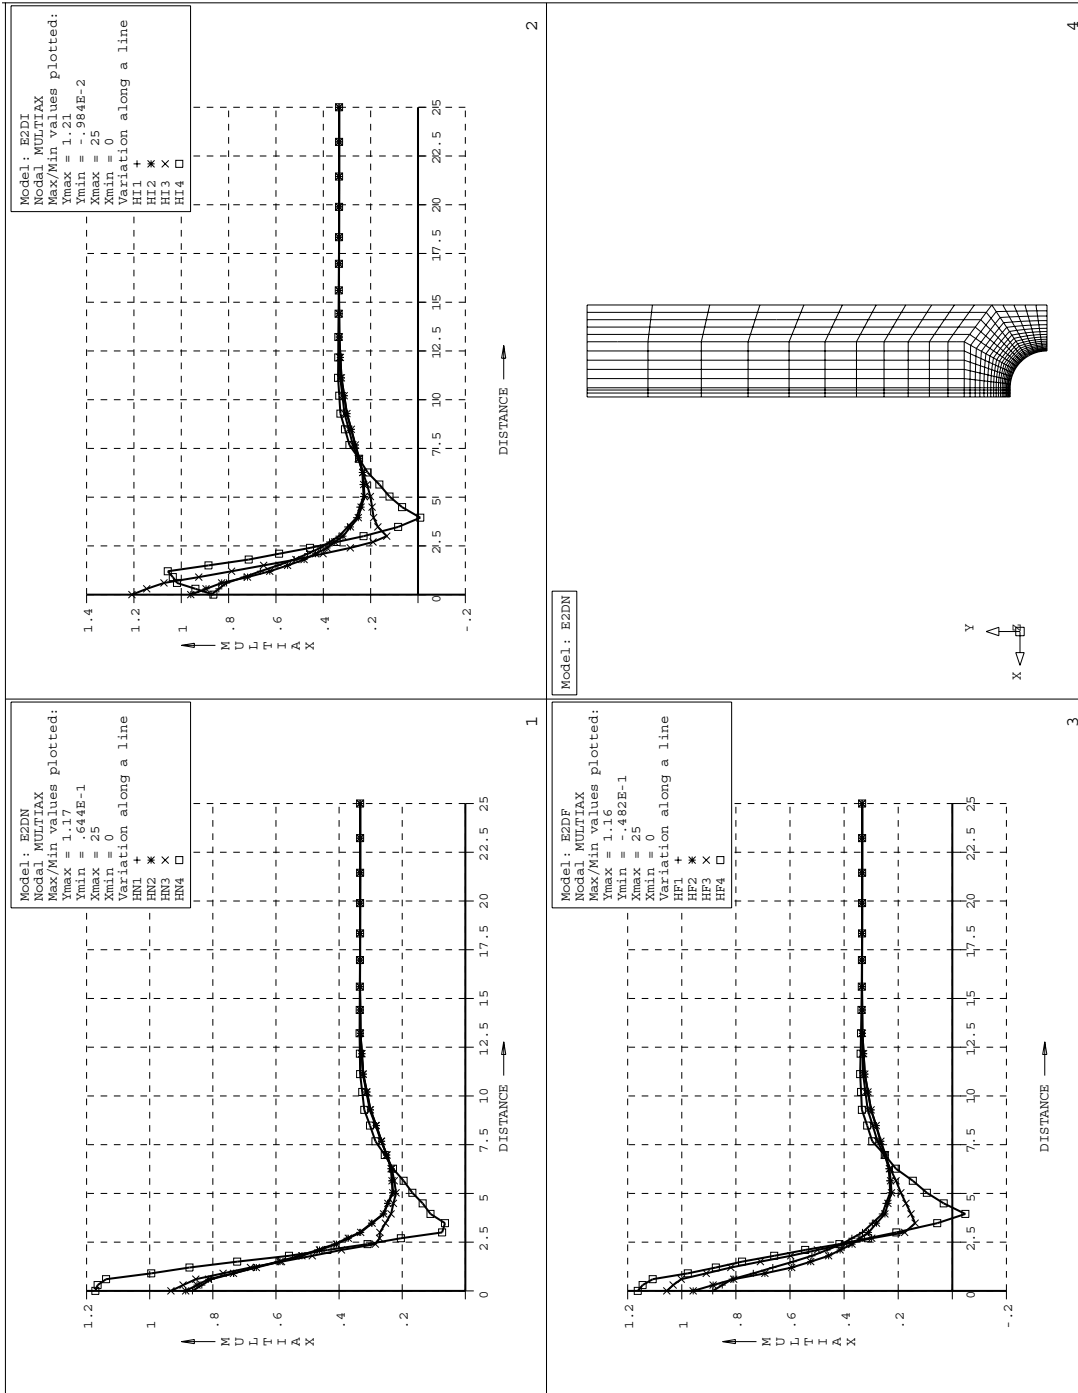 Model: E2DN
Nodal MULTIAX
Max/Min values plotted:
Ymax = 1.17
Ymin = .644E-1
Xmax = 25
Xmin = 0
Variation along a line
HN1 +
HN2 ✳
HN3 ×
HN4 □
1.2
1
.8
.6
.4
.2
MULTIAX
0
2.5
5
7.5
10
12.5
15
17.5
20
22.5
25
DISTANCE
1
Model: E2DI
Nodal MULTIAX
Max/Min values plotted:
Ymax = 1.21
Ymin = -.984E-2
Xmax = 25
Xmin = 0
Variation along a line
HI1 +
HI2 ✳
HI3 ×
HI4 □
1.4
1.2
1
.8
.6
.4
.2
-.2
MULTIAX
0
2.5
5
7.5
10
12.5
15
17.5
20
22.5
25
DISTANCE
2
Model: E2DF
Nodal MULTIAX
Max/Min values plotted:
Ymax = 1.16
Ymin = -.482E-1
Xmax = 25
Xmin = 0
Variation along a line
HF1 +
HF2 ✳
HF3 ×
HF4 □
1.2
1
.8
.6
.4
.2
-.2
MULTIAX
0
2.5
5
7.5
10
12.5
15
17.5
20
22.5
25
DISTANCE
3
Model: E2DN
Y
X
Z
4